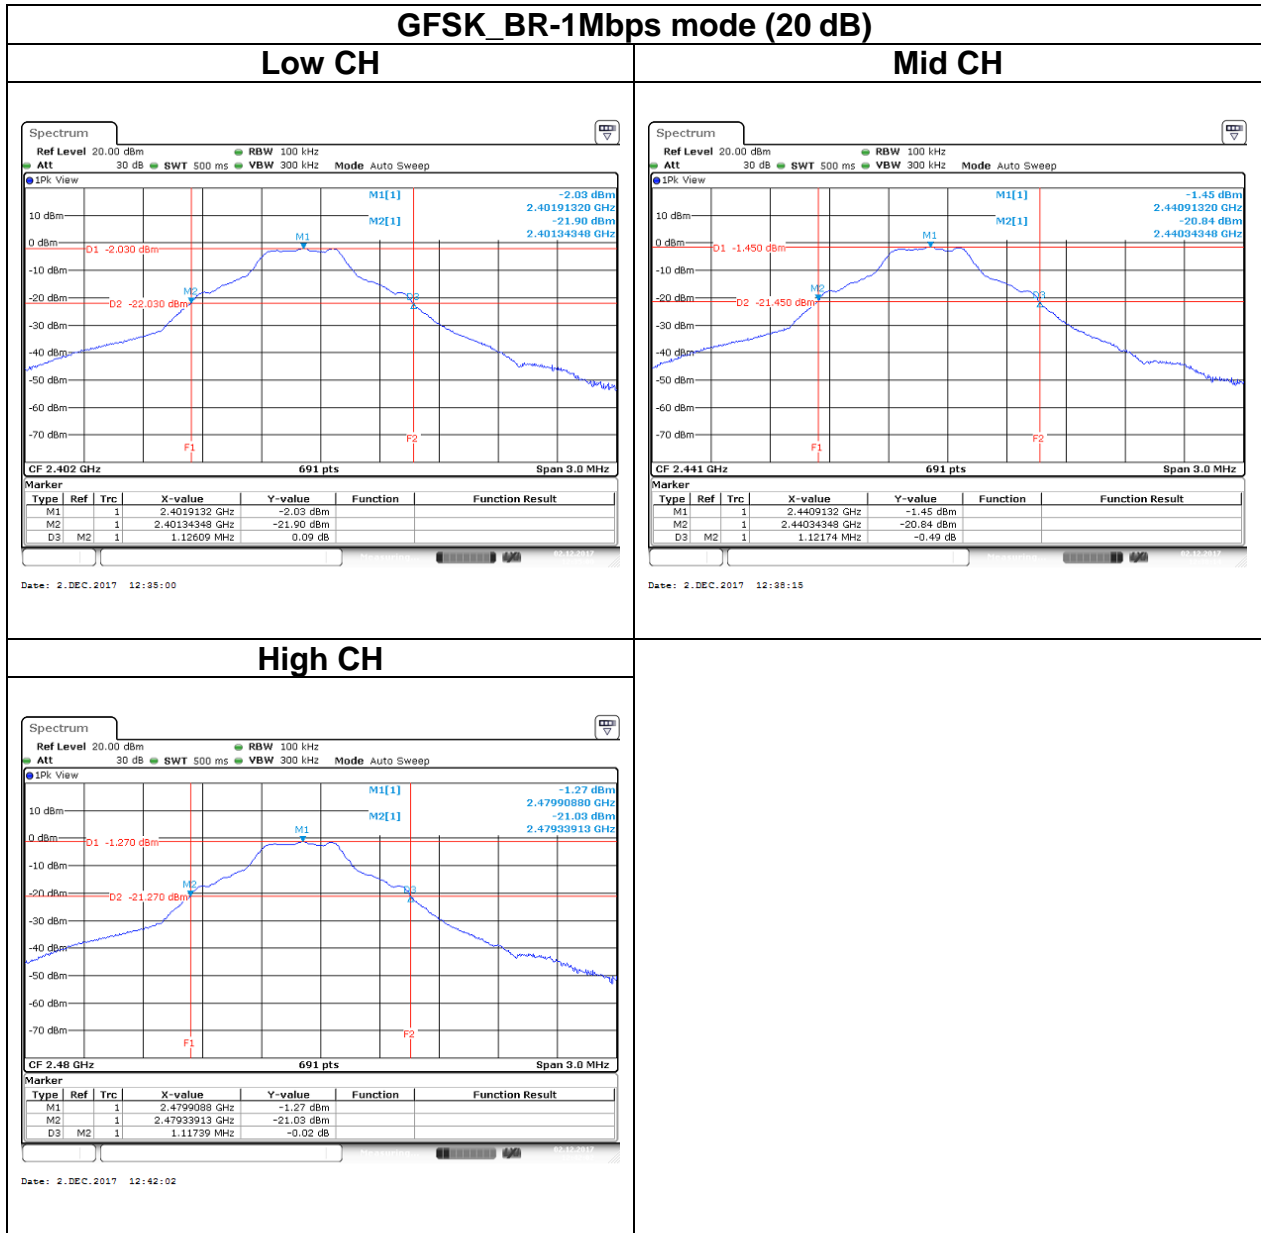 GFSK_BR-1Mbps mode (20 dB)
Low CH
Mid CH
Spectrum
Ref Level 20.00 dBm RBW 100 kHz
Att 30 dB SWT 500 ms VBW 300 kHz Mode Auto Sweep
1Pk View
M1[1] -2.03 dBm
2.40191320 GHz
10 dBm
M2[1] -21.90 dBm
2.40134348 GHz
M1
0 dBm
D1 -2.030 dBm
-10 dBm
M2
-20 dBm
D3
D2 -22.030 dBm
-30 dBm
-40 dBm
-50 dBm
-60 dBm
-70 dBm
F1
F2
CF 2.402 GHz 691 pts Span 3.0 MHz
Marker
Type Ref Trc X-value Y-value Function Function Result
M1 1 2.4019132 GHz -2.03 dBm
M2 1 2.40134348 GHz -21.90 dBm
D3 M2 1 1.12609 MHz 0.09 dB
02.12.2017
Date: 2.DEC.2017 12:35:00
Spectrum
Ref Level 20.00 dBm RBW 100 kHz
Att 30 dB SWT 500 ms VBW 300 kHz Mode Auto Sweep
1Pk View
M1[1] -1.45 dBm
2.44091320 GHz
10 dBm
M2[1] -20.84 dBm
2.44034348 GHz
M1
0 dBm
D1 -1.450 dBm
-10 dBm
M2
-20 dBm
D3
D2 -21.450 dBm
-30 dBm
-40 dBm
-50 dBm
-60 dBm
-70 dBm
F1
F2
CF 2.441 GHz 691 pts Span 3.0 MHz
Marker
Type Ref Trc X-value Y-value Function Function Result
M1 1 2.4409132 GHz -1.45 dBm
M2 1 2.44034348 GHz -20.84 dBm
D3 M2 1 1.12174 MHz -0.49 dB
02.12.2017
Date: 2.DEC.2017 12:38:15
High CH
Spectrum
Ref Level 20.00 dBm RBW 100 kHz
Att 30 dB SWT 500 ms VBW 300 kHz Mode Auto Sweep
1Pk View
M1[1] -1.27 dBm
2.47990880 GHz
10 dBm
M2[1] -21.03 dBm
2.47933913 GHz
M1
0 dBm
D1 -1.270 dBm
-10 dBm
M2
-20 dBm
D3
D2 -21.270 dBm
-30 dBm
-40 dBm
-50 dBm
-60 dBm
-70 dBm
F1
F2
CF 2.48 GHz 691 pts Span 3.0 MHz
Marker
Type Ref Trc X-value Y-value Function Function Result
M1 1 2.4799088 GHz -1.27 dBm
M2 1 2.47933913 GHz -21.03 dBm
D3 M2 1 1.11739 MHz -0.02 dB
02.12.2017
Date: 2.DEC.2017 12:42:02